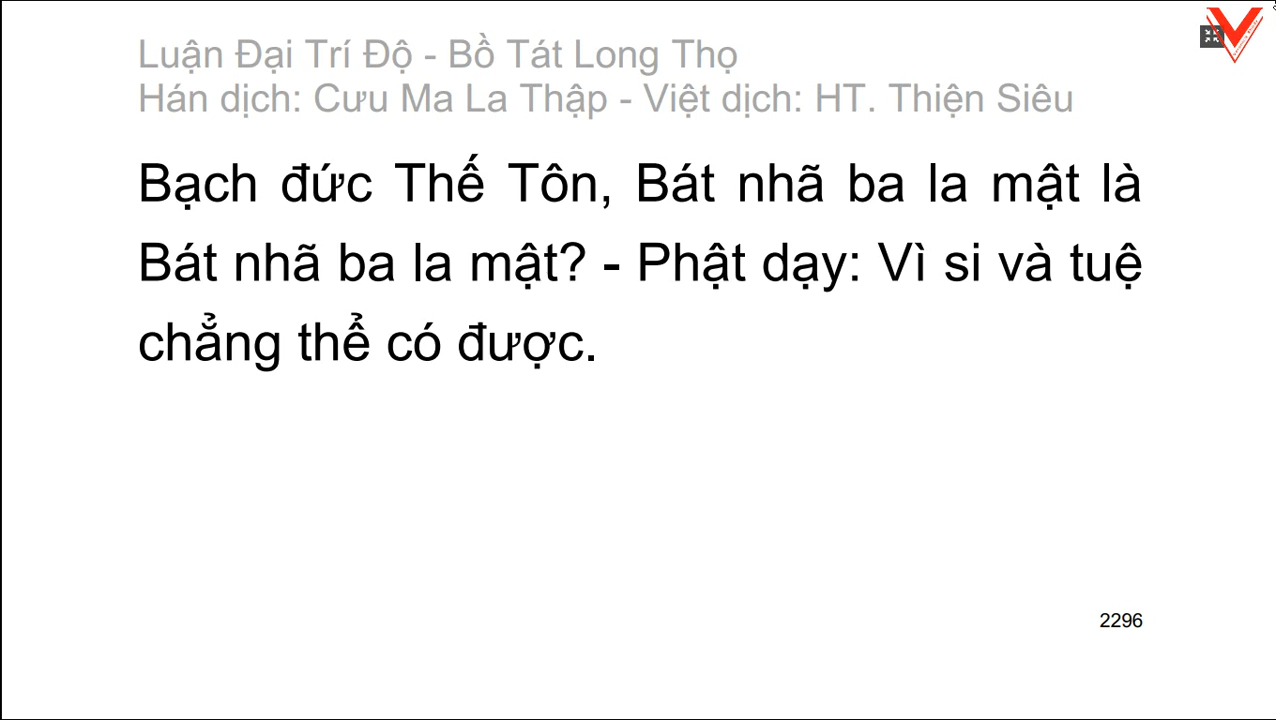 Luận Đại Trí Độ - Bồ Tát Long Thọ
Hán dịch: Cưu Ma La Thập - Việt dịch: HT. Thiện Siêu
Bạch đức Thế Tôn, Bát nhã ba la mật là
Bát nhã ba la mật? - Phật dạy: Vì si và tuệ
chẳng thể có được.
2296